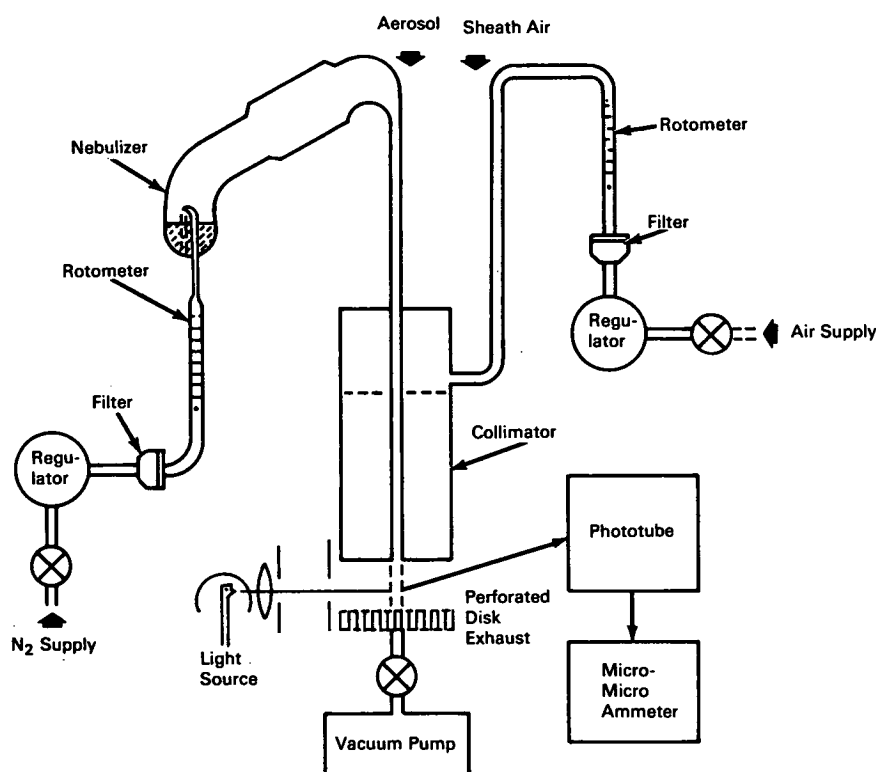 Aerosol
Sheath Air
Nebulizer
Rotometer
Rotometer
Filter
Regu-
lator
Air Supply
Filter
Regu-
lator
Collimator
N2 Supply
Light
Source
Perforated
Disk
Exhaust
Phototube
Micro-
Micro
Ammeter
Vacuum Pump